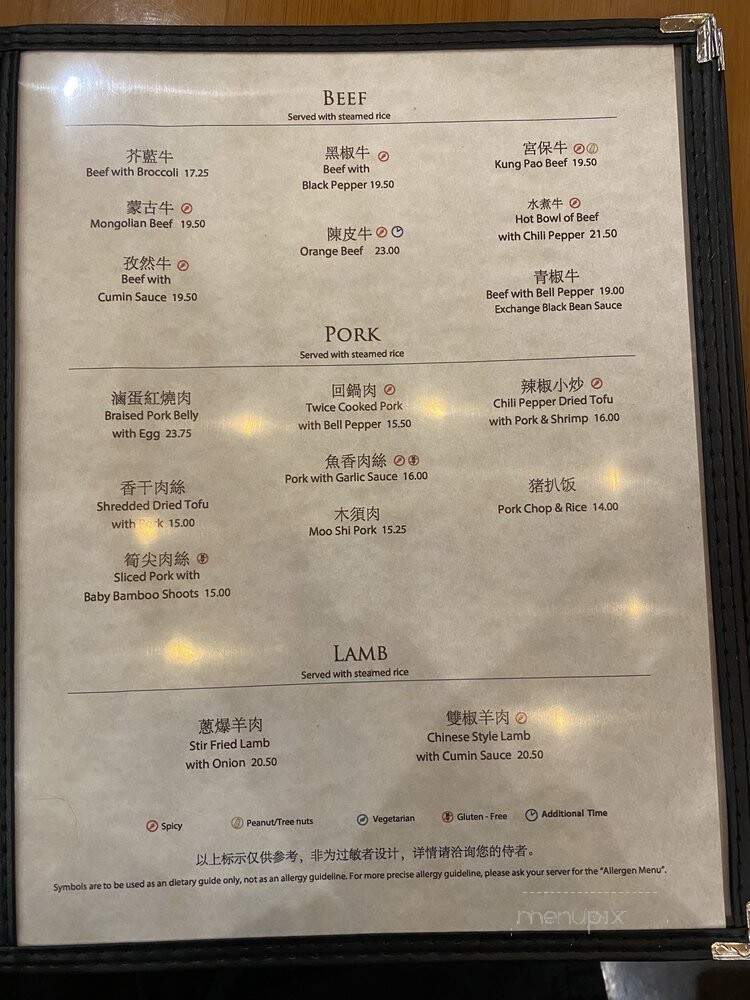 BEEF
Served with steamed rice
芥藍牛
Beef with Broccoli 17.25
蒙古牛
Mongolian Beef 19.50
孜然牛
Beef with
Cumin Sauce 19.50
黑椒牛
Beef with
Black Pepper 19.50
陳皮牛
Orange Beef 23.00
宮保牛
Kung Pao Beef 19.50
水煮牛
Hot Bowl of Beef
with Chili Pepper 21.50
青椒牛
Beef with Bell Pepper 19.00
Exchange Black Bean Sauce
PORK
Served with steamed rice
滷蛋紅燒肉
Braised Pork Belly
with Egg 23.75
香干肉絲
Shredded Dried Tofu
with Pork 15.00
筍尖肉絲
Sliced Pork with
Baby Bamboo Shoots 15.00
回鍋肉
Twice Cooked Pork
with Bell Pepper 15.50
魚香肉絲
Pork with Garlic Sauce 16.00
木須肉
Moo Shi Pork 15.25
辣椒小炒
Chili Pepper Dried Tofu
with Pork & Shrimp 16.00
猪扒饭
Pork Chop & Rice 14.00
LAMB
Served with steamed rice
蔥爆羊肉
Stir Fried Lamb
with Onion 20.50
雙椒羊肉
Chinese Style Lamb
with Cumin Sauce 20.50
Spicy Peanut/Tree nuts Vegetarian Gluten - Free Additional Time
以上标示仅供参考，非为过敏者设计，详情请洽询您的侍者。
Symbols are to be used as an dietary guide only, not as an allergy guideline. For more precise allergy guideline, please ask your server for the "Allergen Menu".
menupix